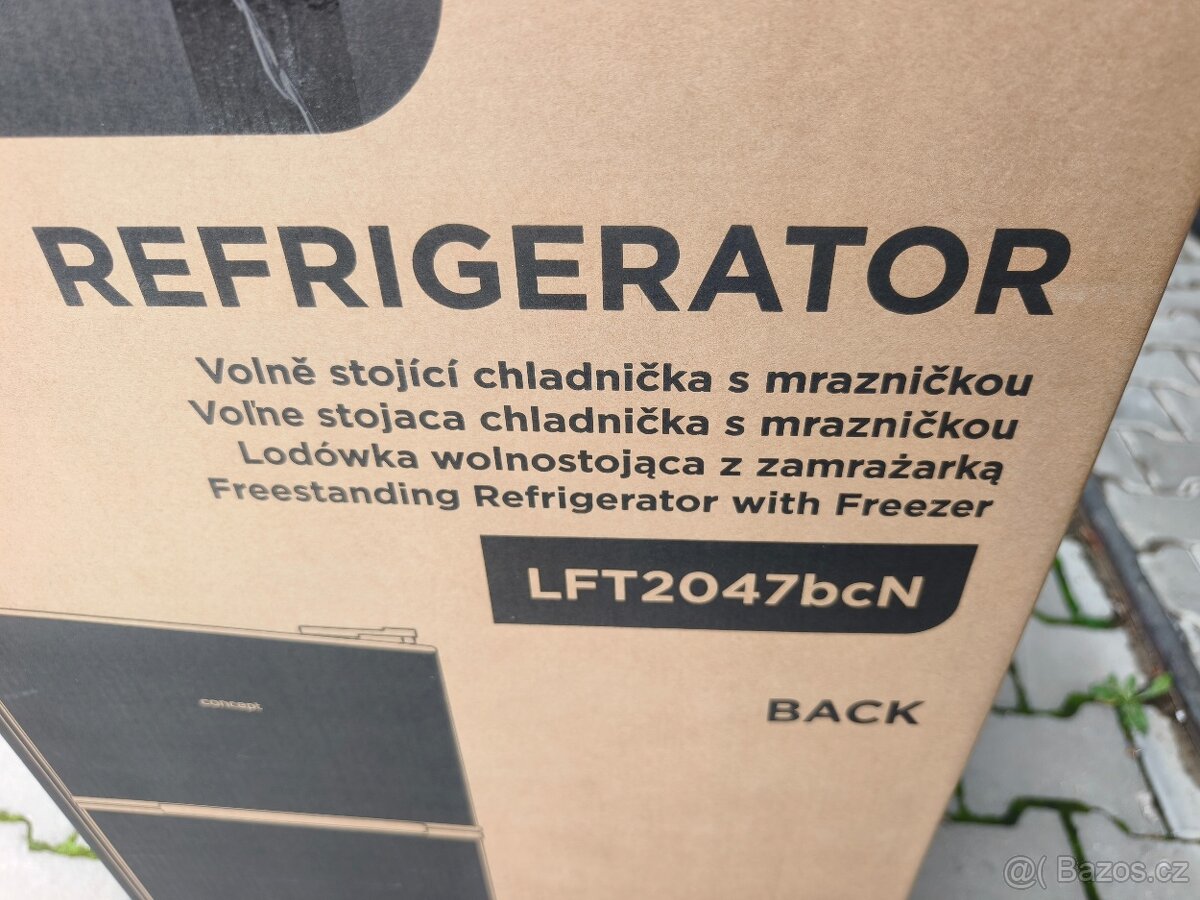 REFRIGERATOR
Volně stojící chladnička s mrazničkou
Voľne stojaca chladnička s mrazničkou
Lodówka wolnostojąca z zamrażarką
Freestanding Refrigerator with Freezer
LFT2047bcN
concept
BACK
@( Bazos.cz